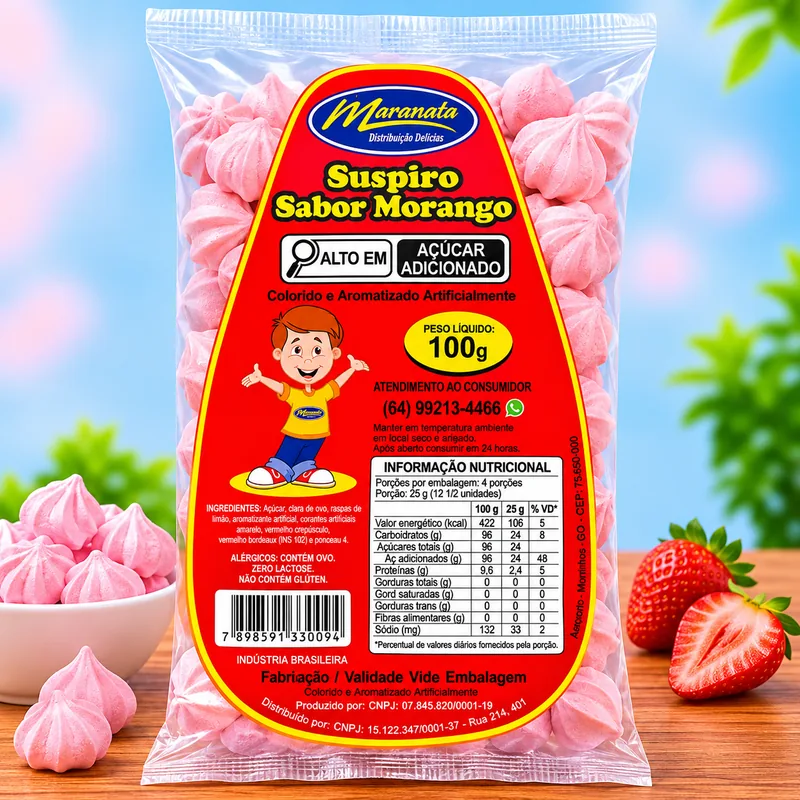 Maranata
Distribuição Delícias
Suspiro
Sabor Morango
ALTO EM
AÇÚCAR
ADICIONADO
Colorido e Aromatizado Artificialmente
PESO LÍQUIDO:
100g
ATENDIMENTO AO CONSUMIDOR
(64) 99213-4466
Manter em temperatura ambiente
em local seco e arigado.
Após aberto consumir em 24 horas.
Maranata
INGREDIENTES: Açúcar, clara de ovo, raspas de
limão, aromatizante artificial, corantes artificiais
amarelo, vermelho crepúsculo,
vermelho bordeaux (INS 102) e ponceau 4.
ALÉRGICOS: CONTÉM OVO.
ZERO LACTOSE.
NÃO CONTÉM GLÚTEN.
7 898591 330094
INDÚSTRIA BRASILEIRA
INFORMAÇÃO NUTRICIONAL
Porções por embalagem: 4 porções
Porção: 25 g (12 1/2 unidades)
100 g 25 g % VD*
Valor energético (kcal) 422 106 5
Carboidratos (g) 96 24 8
Açúcares totais (g) 96 24
Aç adicionados (g) 96 24 48
Proteínas (g) 9,6 2,4 5
Gorduras totais (g) 0 0 0
Gord saturadas (g) 0 0 0
Gorduras trans (g) 0 0 0
Fibras alimentares (g) 0 0 0
Sódio (mg) 132 33 2
*Percentual de valores diários fornecidos pela porção.
Fabriação / Validade Vide Embalagem
Colorido e Aromatizado Artificialmente
Produzido por: CNPJ: 07.845.820/0001-19
Distribuído por: CNPJ: 15.122.347/0001-37 - Rua 214, 401
Aeroporto - Morrinhos - GO - CEP: 75.650-000